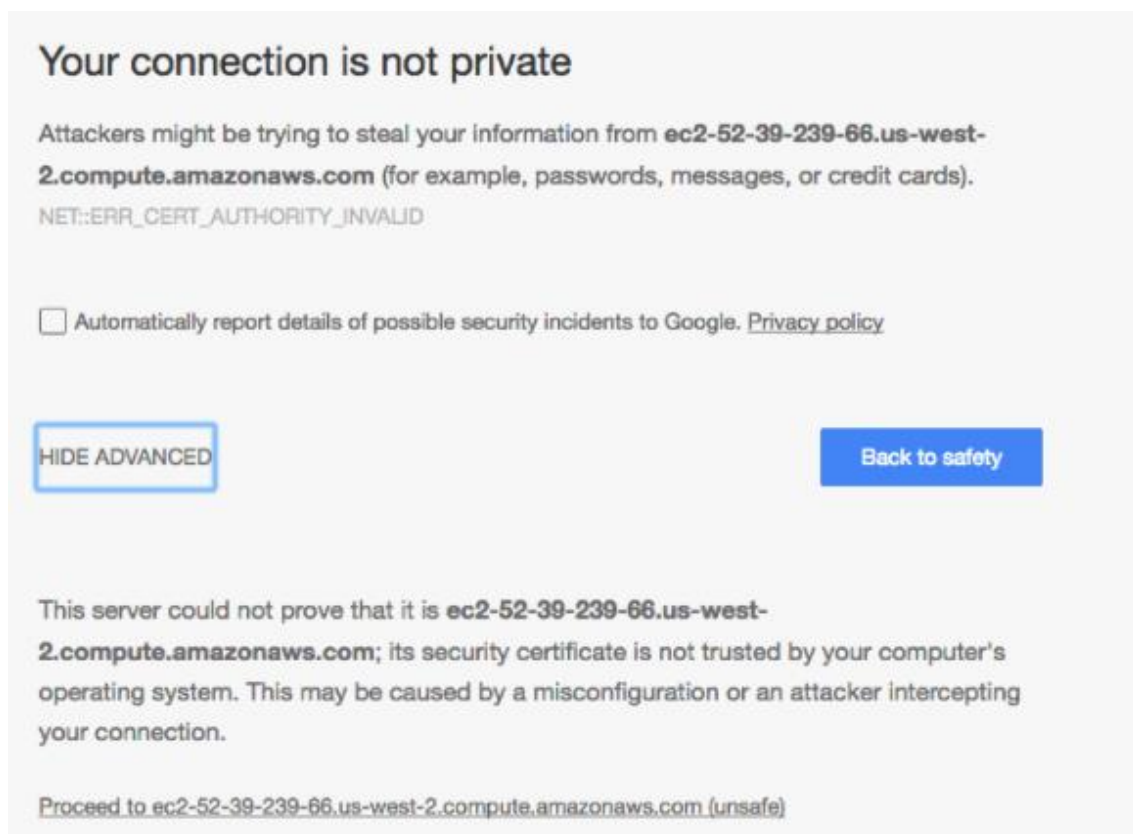 Your connection is not private
Attackers might be trying to steal your information from ec2-52-39-239-66.us-west-
2.compute.amazonaws.com (for example, passwords, messages, or credit cards).
NET::ERR_CERT_AUTHORITY_INVALID
Automatically report details of possible security incidents to Google. Privacy policy
HIDE ADVANCED
Back to safety
This server could not prove that it is ec2-52-39-239-66.us-west-
2.compute.amazonaws.com; its security certificate is not trusted by your computer's
operating system. This may be caused by a misconfiguration or an attacker intercepting
your connection.
Proceed to ec2-52-39-239-66.us-west-2.compute.amazonaws.com (unsafe)